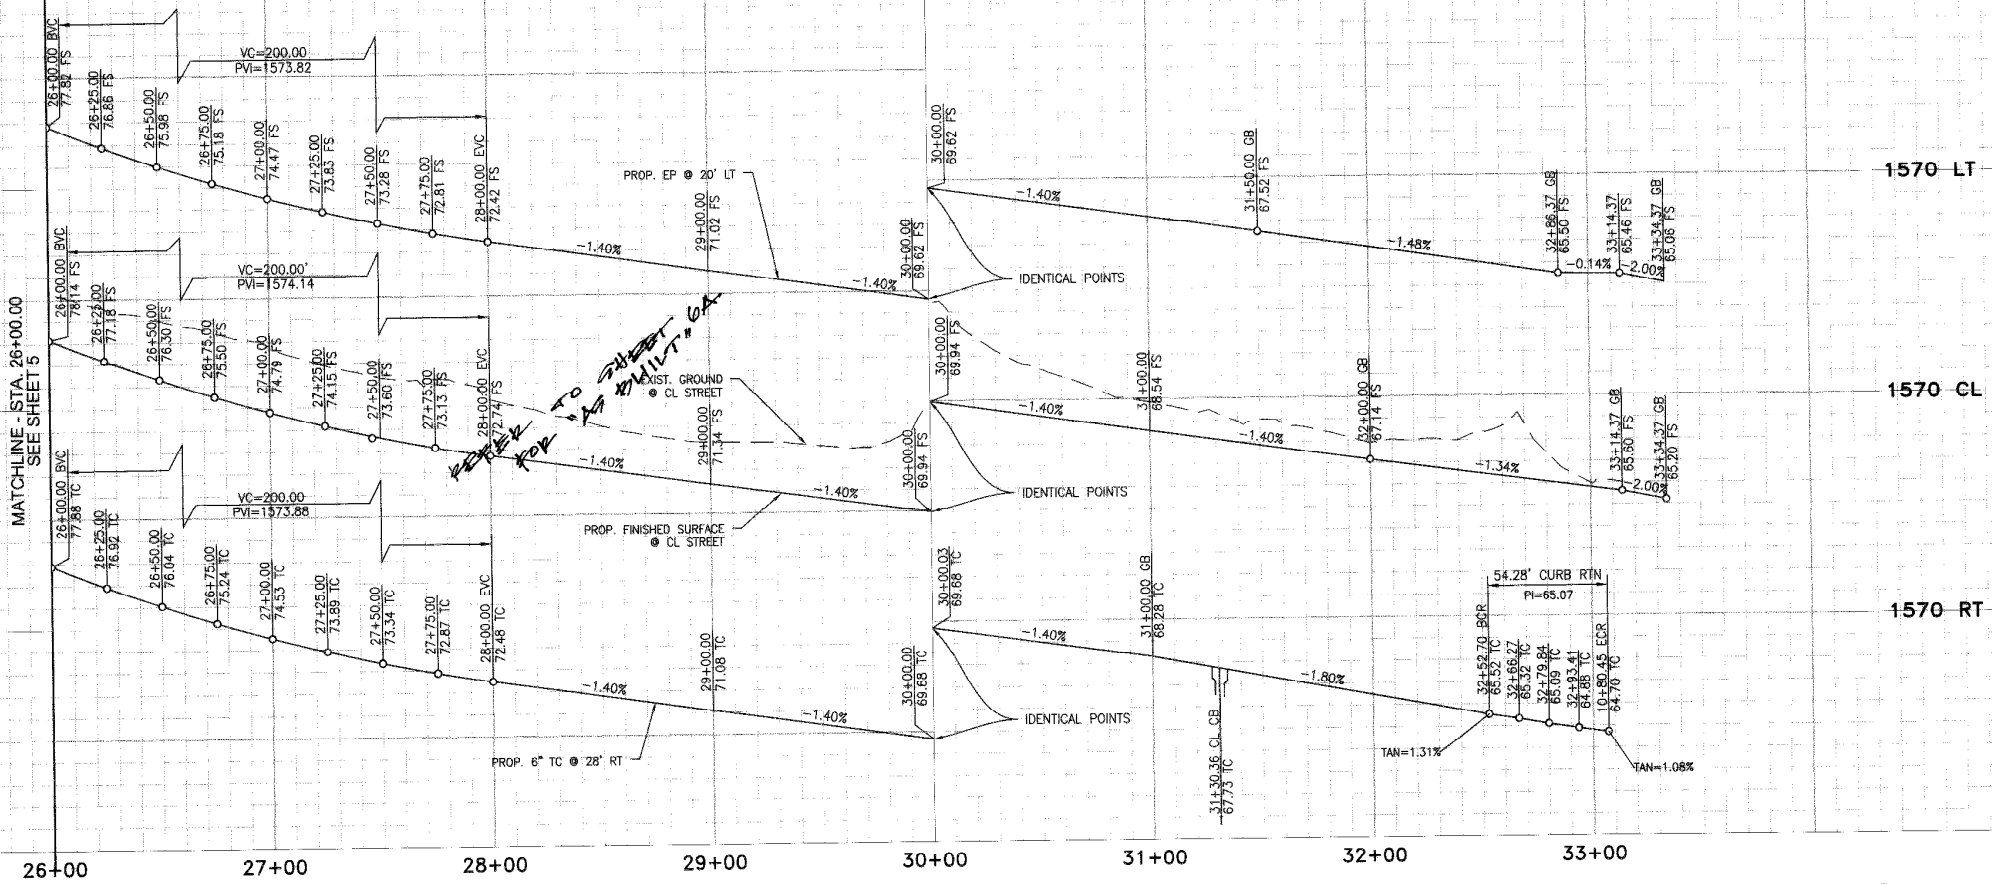 MATCHLINE - STA. 26+00.00
SEE SHEET 5
26+00.00 BVC
77.82 FS
26+25.00
76.86 FS
26+50.00
75.98 FS
26+75.00
75.18 FS
27+00.00
74.47 FS
27+25.00
73.83 FS
27+50.00
73.28 FS
27+75.00
72.81 FS
28+00.00 EVC
72.42 FS
VC=200.00
PVI=1573.82
-1.40%
29+00.00
71.02 FS
PROP. EP @ 20' LT
-1.40%
30+00.00
69.62 FS
30+00.00
69.62 FS
IDENTICAL POINTS
-1.40%
31+50.00 GB
67.52 FS
-1.48%
32+86.37 GB
65.50 FS
-0.14%
33+14.37
65.46 FS
-2.00%
33+34.37 GB
65.06 FS
1570 LT
26+00.00 BVC
78.14 FS
26+25.00
77.18 FS
26+50.00
76.30 FS
26+75.00
75.50 FS
27+00.00
74.79 FS
27+25.00
74.15 FS
27+50.00
73.60 FS
27+75.00
73.13 FS
28+00.00 EVC
72.74 FS
VC=200.00'
PVI=1574.14
REFER TO SHEET 6A
FOR "AS BUILT"
EXIST. GROUND
@ CL STREET
-1.40%
29+00.00
71.34 FS
-1.40%
PROP. FINISHED SURFACE
@ CL STREET
30+00.00
69.94 FS
30+00.00
69.94 FS
IDENTICAL POINTS
-1.40%
31+00.00
68.54 FS
-1.40%
32+00.00 GB
67.14 FS
-1.34%
33+14.37 GB
65.60 FS
-2.00%
33+34.37 GB
65.20 FS
1570 CL
26+00.00 BVC
77.88 TC
26+25.00
76.92 TC
26+50.00
76.04 TC
26+75.00
75.24 TC
27+00.00
74.53 TC
27+25.00
73.89 TC
27+50.00
73.34 TC
27+75.00
72.87 TC
28+00.00 EVC
72.48 TC
VC=200.00
PVI=1573.88
-1.40%
29+00.00
71.08 TC
-1.40%
PROP. 6" TC @ 28' RT
30+00.00
69.68 TC
30+00.03
69.68 TC
IDENTICAL POINTS
-1.40%
31+00.00 GB
68.28 TC
31+30.36 CL CB
67.73 TC
-1.80%
54.28' CURB RTN
PI=65.07
32+52.70 BCR
65.52 TC
32+66.27
65.32 TC
32+79.84
65.09 TC
32+93.41
64.88 TC
10+80.45 ECR
64.70 TC
TAN=1.31%
TAN=1.08%
1570 RT
26+00
27+00
28+00
29+00
30+00
31+00
32+00
33+00